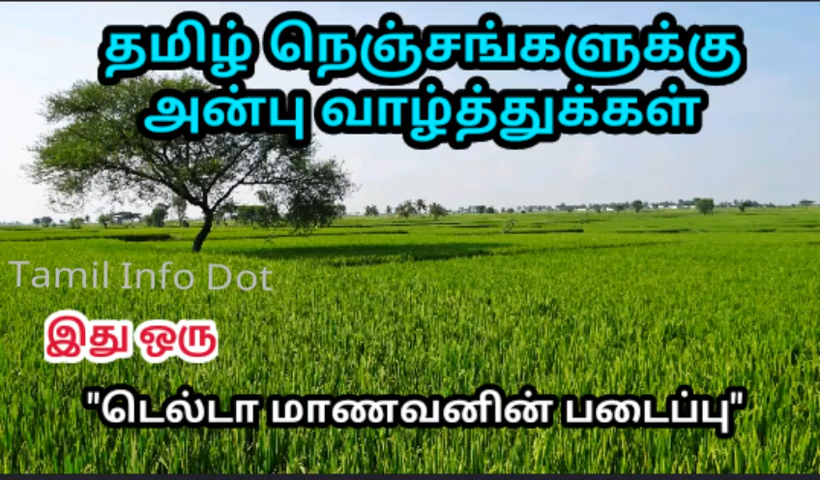 தமிழ் நெஞ்சங்களுக்கு
அன்பு வாழ்த்துக்கள்
Tamil Info Dot
இது ஒரு
"டெல்டா மாணவனின் படைப்பு"